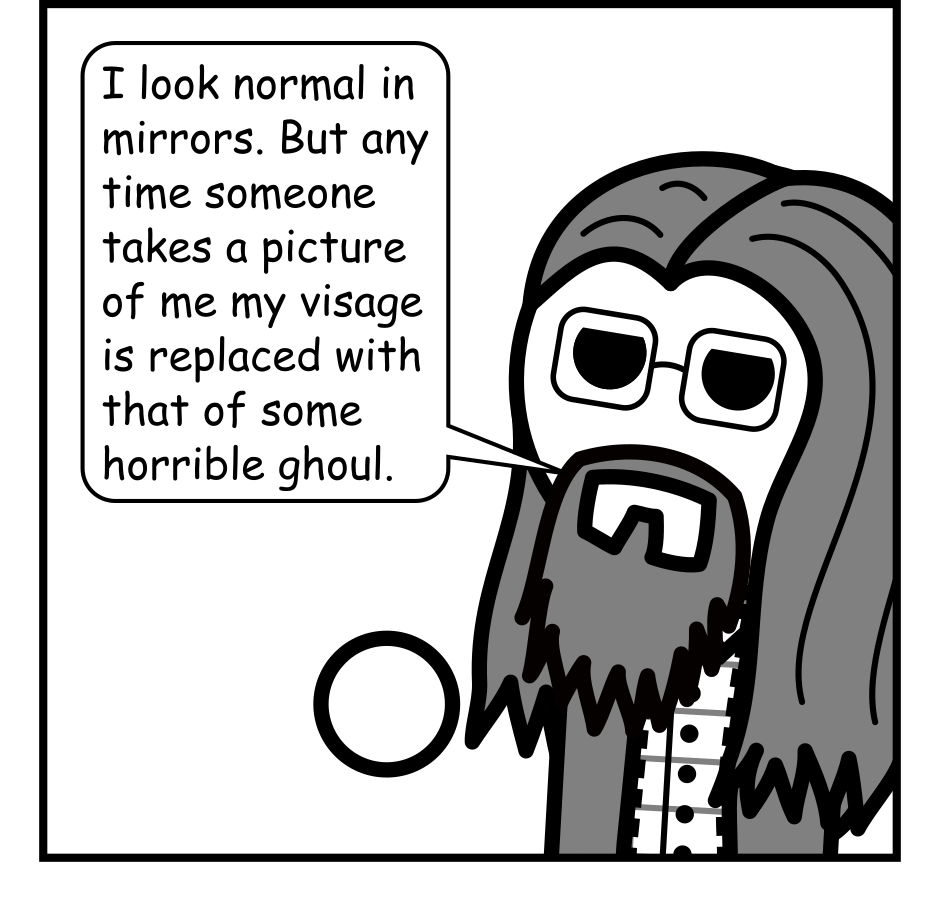 I look normal in
mirrors. But any
time someone
takes a picture
of me my visage
is replaced with
that of some
horrible ghoul.